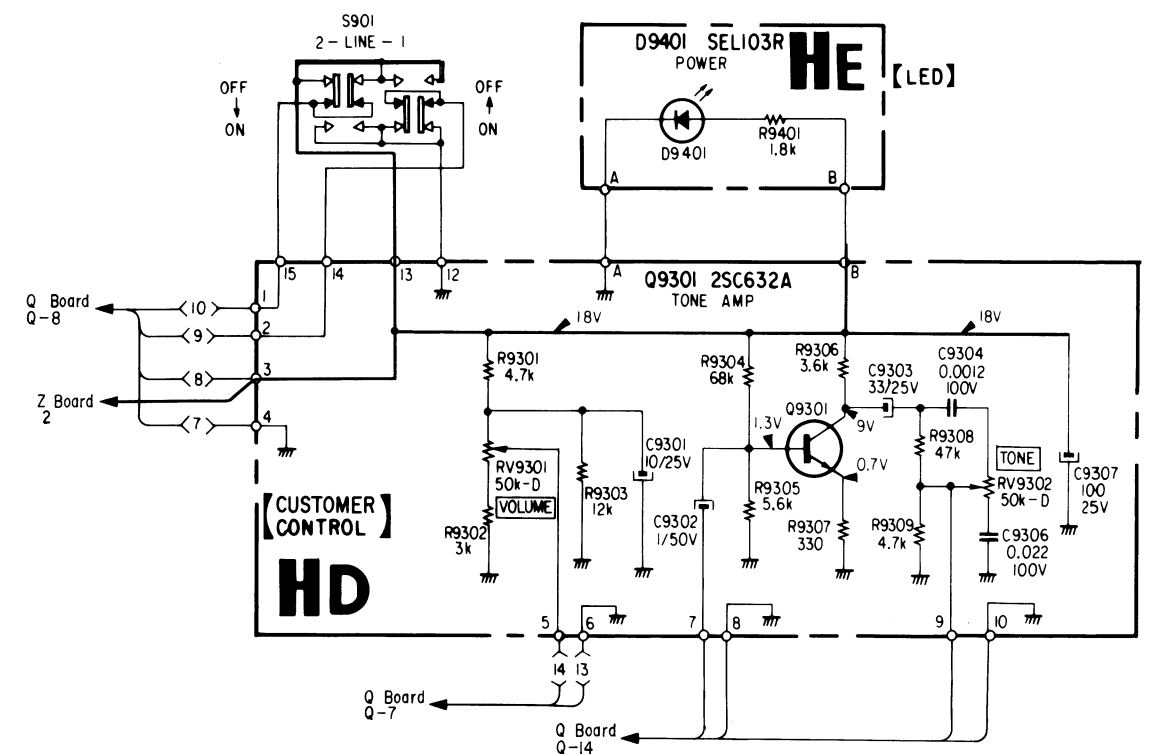 S901
2 - LINE - 1
OFF
ON
OFF
ON
D9401 SEL103R
POWER
HE
【LED】
D9401
R9401
1.8k
A
B
15
14
13
12
A
B
Q9301 2SC632A
TONE AMP
Q Board
Q-8
10
1
9
2
8
3
Z Board
2
7
4
18V
18V
R9301
4.7k
R9304
68k
R9306
3.6k
C9303
33/25V
C9304
0.0012
100V
Q9301
1.3V
9V
0.7V
RV9301
50k-D
VOLUME
C9301
10/25V
R9303
12k
R9302
3k
C9302
1/50V
R9305
5.6k
R9307
330
R9308
47k
TONE
RV9302
50k-D
R9309
4.7k
C9306
0.022
100V
C9307
100
25V
【CUSTOMER
CONTROL】
HD
5
6
7
8
9
10
14
13
Q Board
Q-7
Q Board
Q-14